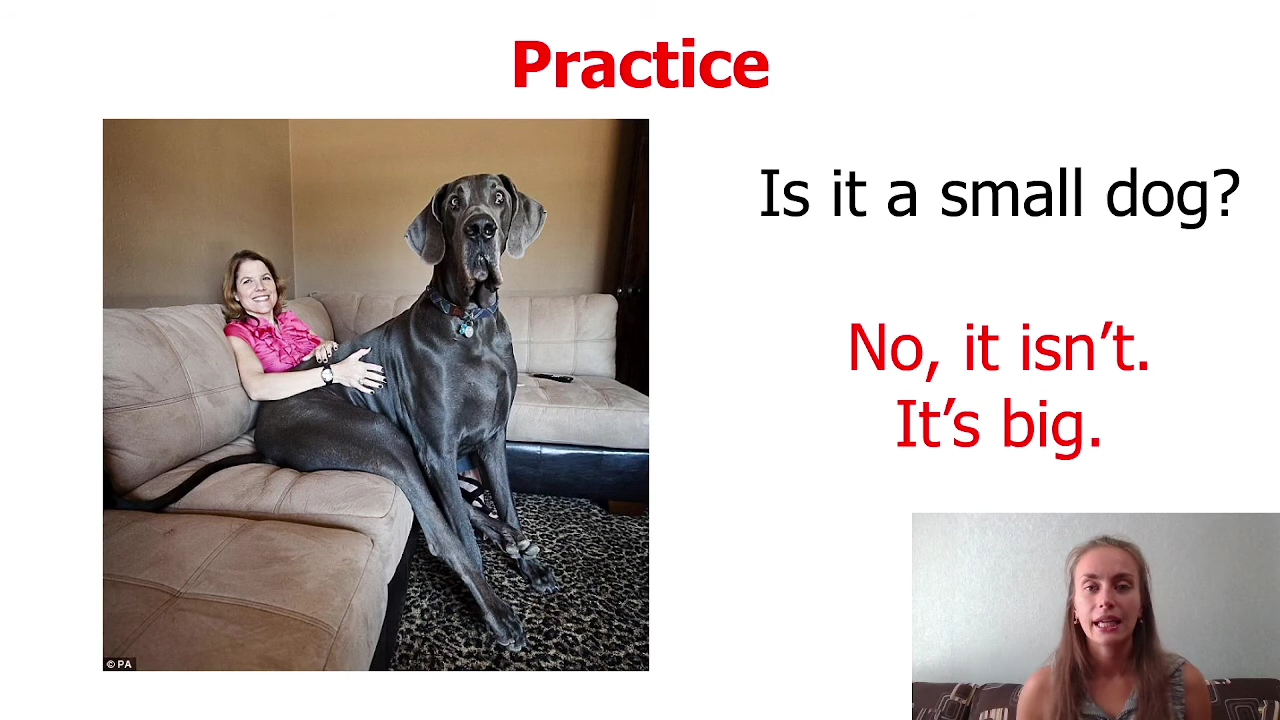 Practice
Is it a small dog?
No, it isn’t.
It’s big.
© PA